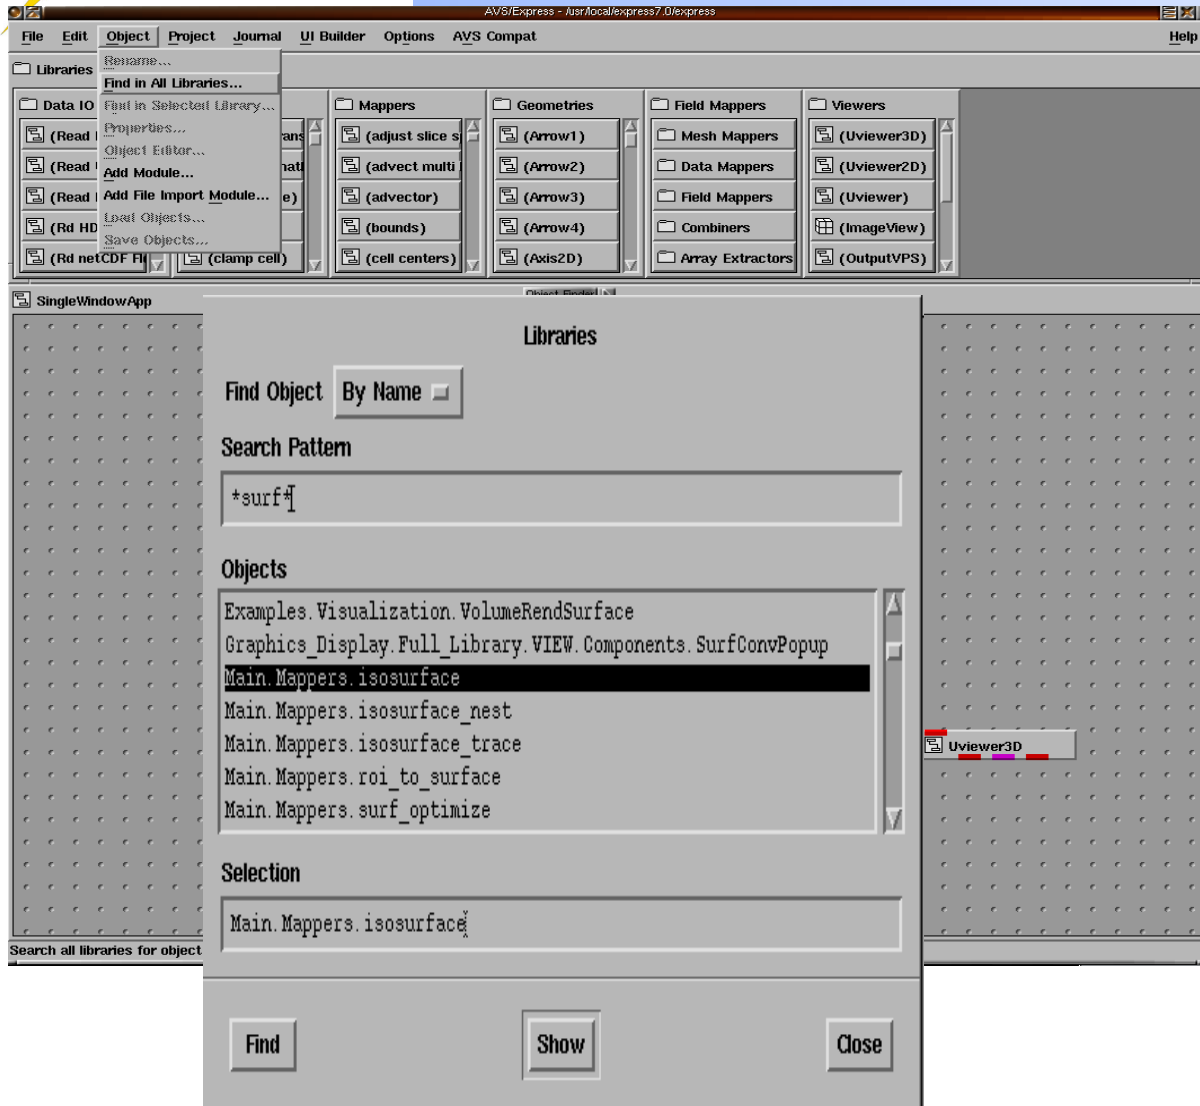 AVS/Express - /usr/local/express7.0/express
File Edit Object Project Journal UI Builder Options AVS Compat Help
Libraries
Rename...
Find in All Libraries...
Find in Selected Library...
Properties...
Object Editor...
Add Module...
Add File Import Module...
Load Objects...
Save Objects...
Data IO
(Read
(Read
(Read
(Rd HD
(Rd netCDF Fil
(clamp cell)
Mappers
(adjust slice s
(advect multi
(advector)
(bounds)
(cell centers)
Geometries
(Arrow1)
(Arrow2)
(Arrow3)
(Arrow4)
(Axis2D)
Field Mappers
Mesh Mappers
Data Mappers
Field Mappers
Combiners
Array Extractors
Viewers
(Uviewer3D)
(Uviewer2D)
(Uviewer)
(ImageView)
(OutputVPS)
SingleWindowApp
Object Finder
Libraries
Find Object By Name
Search Pattern
*surf*
Objects
Examples.Visualization.VolumeRendSurface
Graphics_Display.Full_Library.VIEW.Components.SurfConvPopup
Main.Mappers.isosurface
Main.Mappers.isosurface_nest
Main.Mappers.isosurface_trace
Main.Mappers.roi_to_surface
Main.Mappers.surf_optimize
Uviewer3D
Selection
Main.Mappers.isosurface
Search all libraries for object
Find Show Close